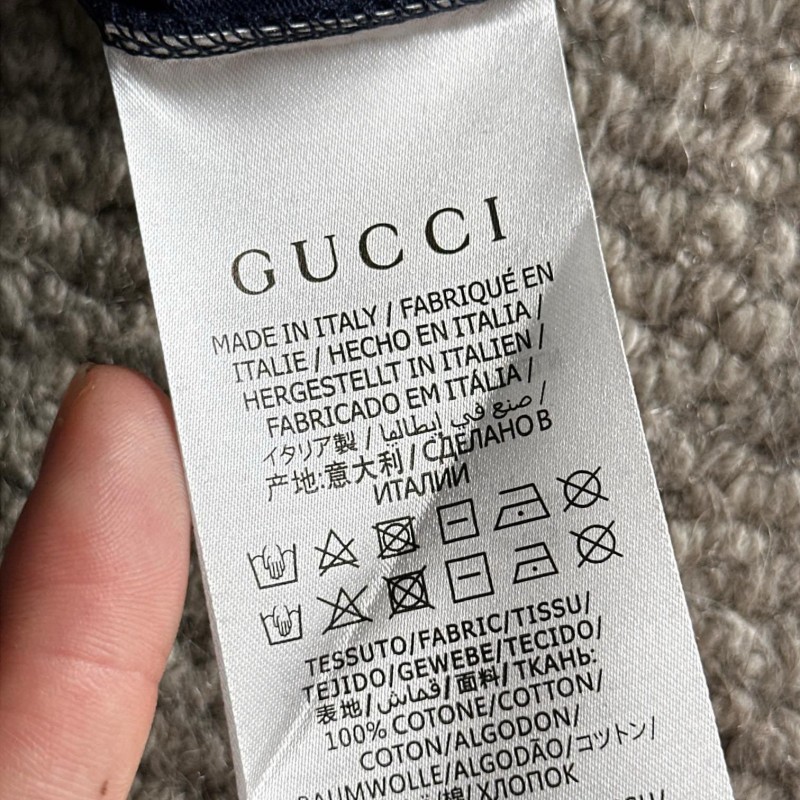 GUCCI
MADE IN ITALY / FABRIQUÉ EN
ITALIE / HECHO EN ITALIA /
HERGESTELLT IN ITALIEN /
FABRICADO EM ITÁLIA /
イタリア製 / صنع في إيطاليا /
产地:意大利 / СДЕЛАНО В
ИТАЛИИ
TESSUTO/FABRIC/TISSU/
TEJIDO/GEWEBE/TECIDO/
表地/قماش/面料/ТКАНЬ:
100% COTONE/COTTON/
COTON/ALGODON/
BAUMWOLLE/ALGODÃO/コットン/
/棉/ХЛОПОК